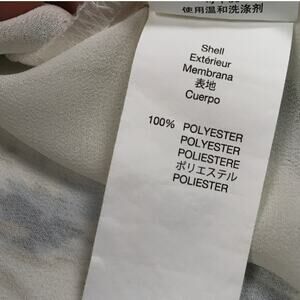 使用温和洗涤剂
Shell
Extérieur
Membrana
表地
Cuerpo
100% POLYESTER
POLYESTER
POLIESTERE
ポリエステル
POLIESTER